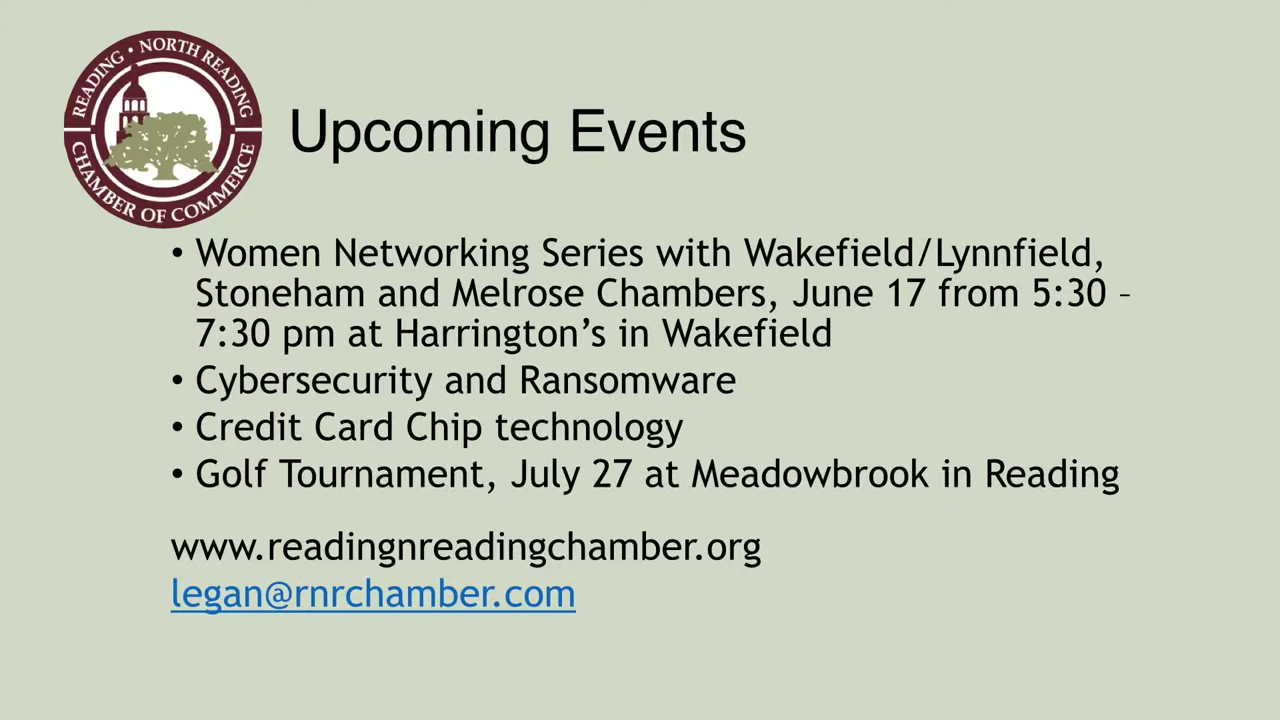 READING • NORTH READING
CHAMBER OF COMMERCE
Upcoming Events
• Women Networking Series with Wakefield/Lynnfield,
Stoneham and Melrose Chambers, June 17 from 5:30 –
7:30 pm at Harrington’s in Wakefield
• Cybersecurity and Ransomware
• Credit Card Chip technology
• Golf Tournament, July 27 at Meadowbrook in Reading
www.readingnreadingchamber.org
legan@rnrchamber.com